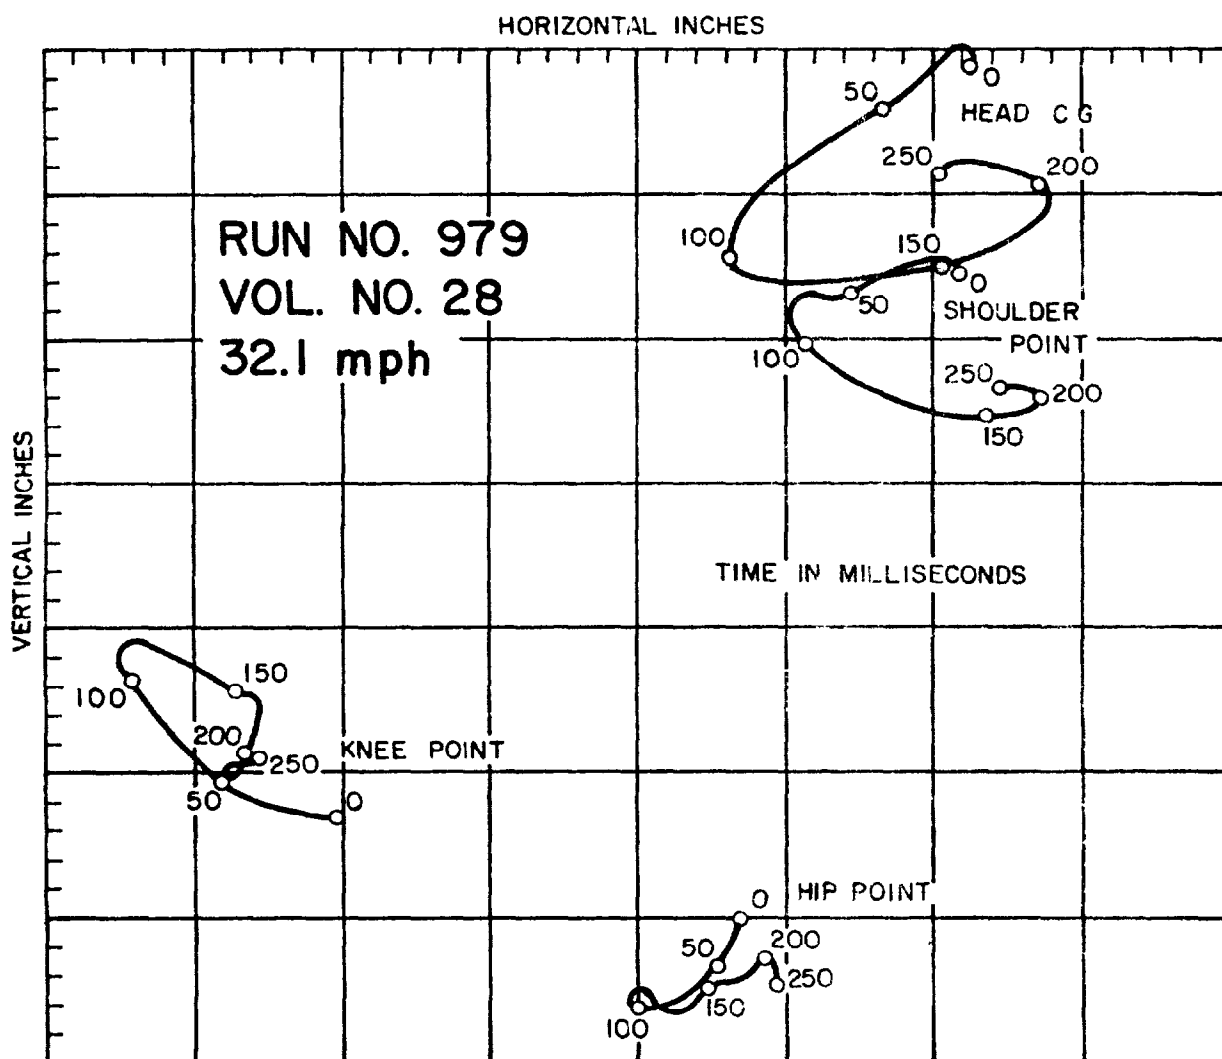 HORIZONTAL INCHES
0
50
HEAD CG
250
200
RUN NO. 979
100
150
VOL. NO. 28
0
50
SHOULDER
POINT
32.1 mph
100
250
200
150
VERTICAL INCHES
TIME IN MILLISECONDS
150
100
200
KNEE POINT
250
50
0
HIP POINT
0
50
200
250
150
100